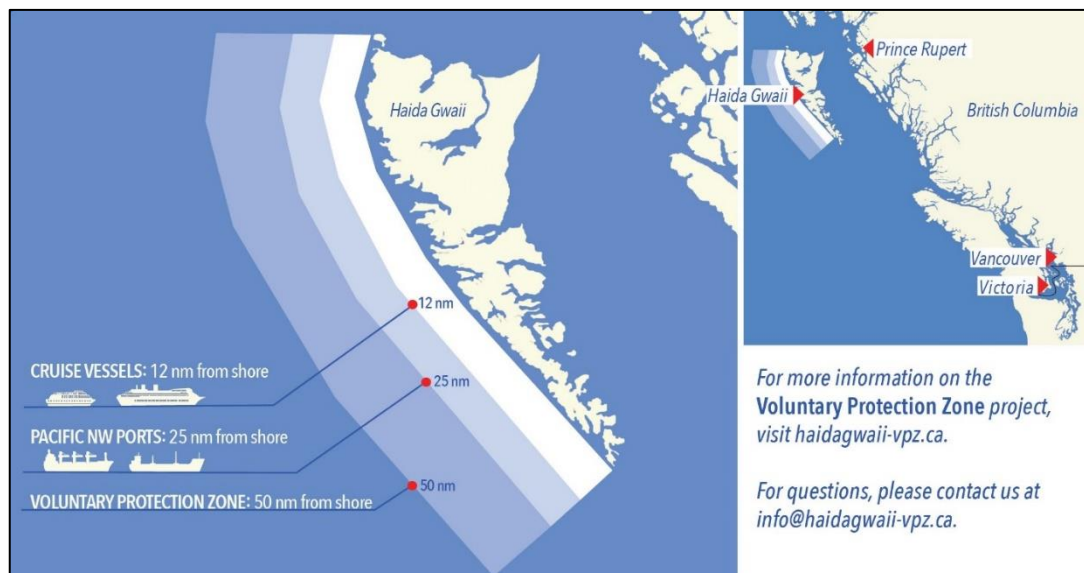 Haida Gwaii
12 nm
25 nm
50 nm
CRUISE VESSELS: 12 nm from shore
PACIFIC NW PORTS: 25 nm from shore
VOLUNTARY PROTECTION ZONE: 50 nm from shore
Prince Rupert
Haida Gwaii
British Columbia
Vancouver
Victoria
For more information on the
Voluntary Protection Zone project,
visit haidagwaii-vpz.ca.
For questions, please contact us at
info@haidagwaii-vpz.ca.